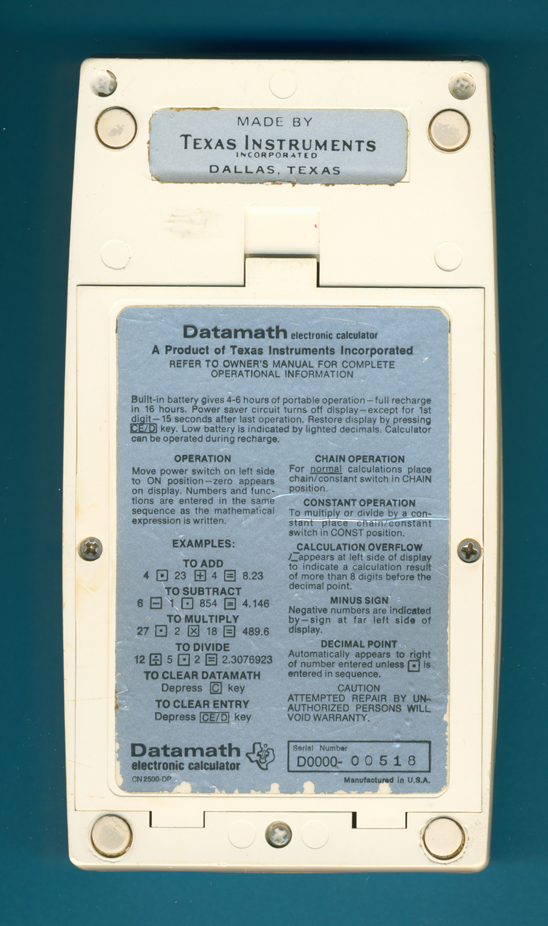 MADE BY
TEXAS INSTRUMENTS
INCORPORATED
DALLAS, TEXAS
Datamath electronic calculator
A Product of Texas Instruments Incorporated
REFER TO OWNER'S MANUAL FOR COMPLETE
OPERATIONAL INFORMATION
Built-in battery gives 4-6 hours of portable operation—full recharge
in 16 hours. Power saver circuit turns off display—except for 1st
digit—15 seconds after last operation. Restore display by pressing
CE/D key. Low battery is indicated by lighted decimals. Calculator
can be operated during recharge.
OPERATION
Move power switch on left side
to ON position—zero appears
on display. Numbers and func-
tions are entered in the same
sequence as the mathematical
expression is written.
EXAMPLES:
TO ADD
4 . 23 + 4 = 8.23
TO SUBTRACT
6 − 1 . 854 = 4.146
TO MULTIPLY
27 . 2 × 18 = 489.6
TO DIVIDE
12 ÷ 5 . 2 = 2.3076923
TO CLEAR DATAMATH
Depress C key
TO CLEAR ENTRY
Depress CE/D key
CHAIN OPERATION
For normal calculations place
chain/constant switch in CHAIN
position.
CONSTANT OPERATION
To multiply or divide by a con-
stant place chain/constant
switch in CONST position.
CALCULATION OVERFLOW
appears at left side of display
to indicate a calculation result
of more than 8 digits before the
decimal point.
MINUS SIGN
Negative numbers are indicated
by—sign at far left side of
display.
DECIMAL POINT
Automatically appears to right
of number entered unless . is
entered in sequence.
CAUTION
ATTEMPTED REPAIR BY UN-
AUTHORIZED PERSONS WILL
VOID WARRANTY.
Datamath
electronic calculator
CN2500-DP
Serial Number
D0000- 00518
Manufactured in U.S.A.